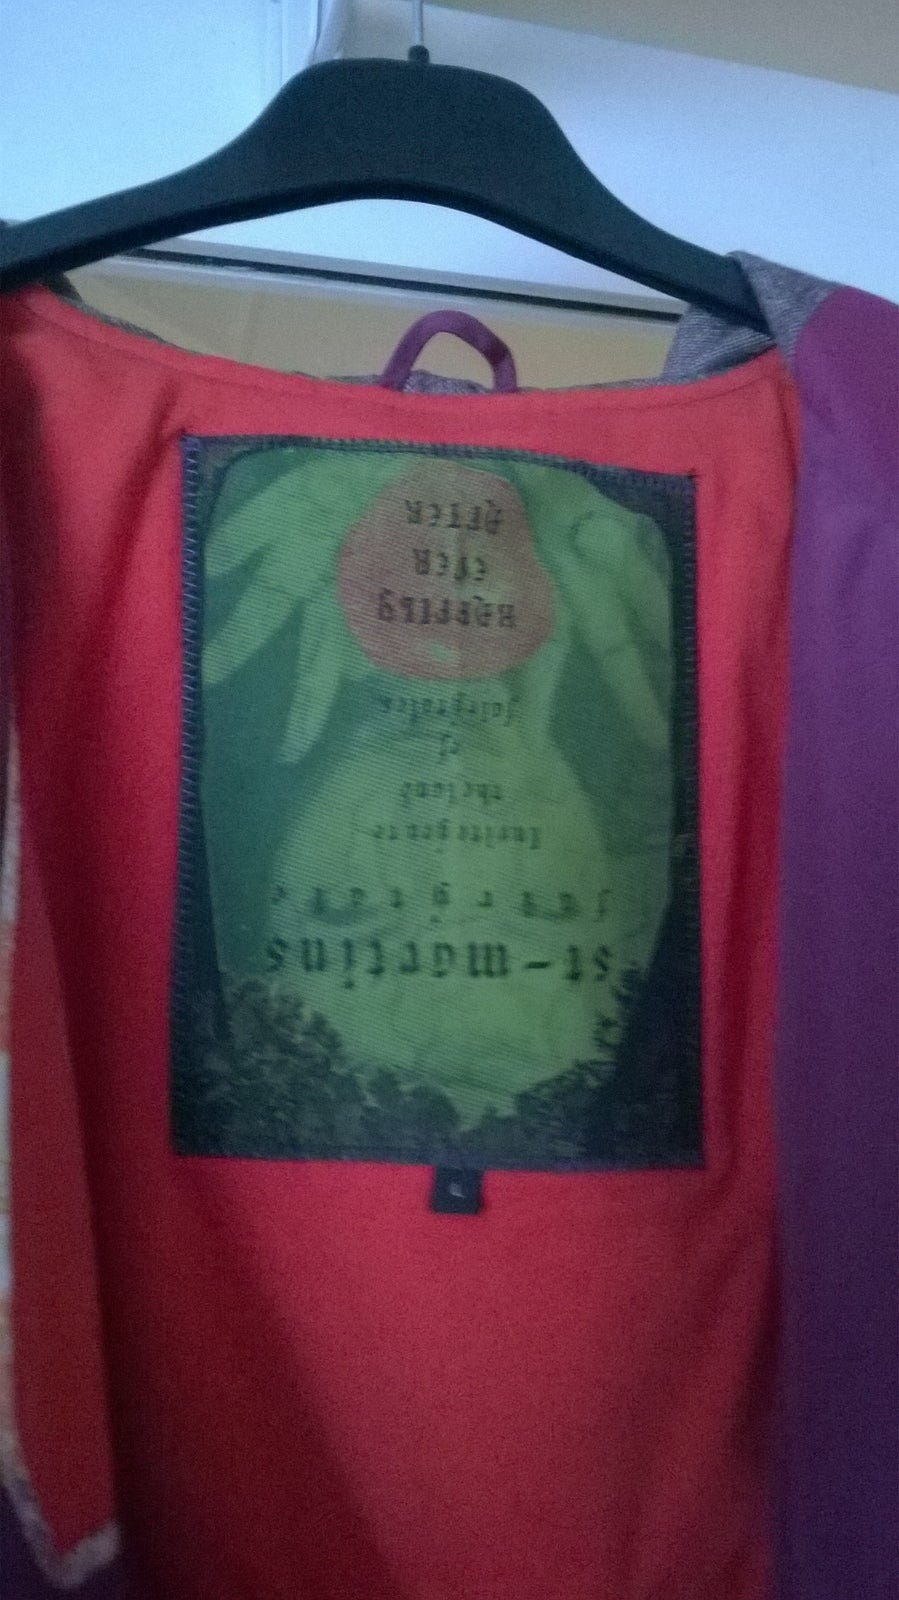 st-martins
the land
of
fairytales
HAPPILY
EVER
AFTER
L